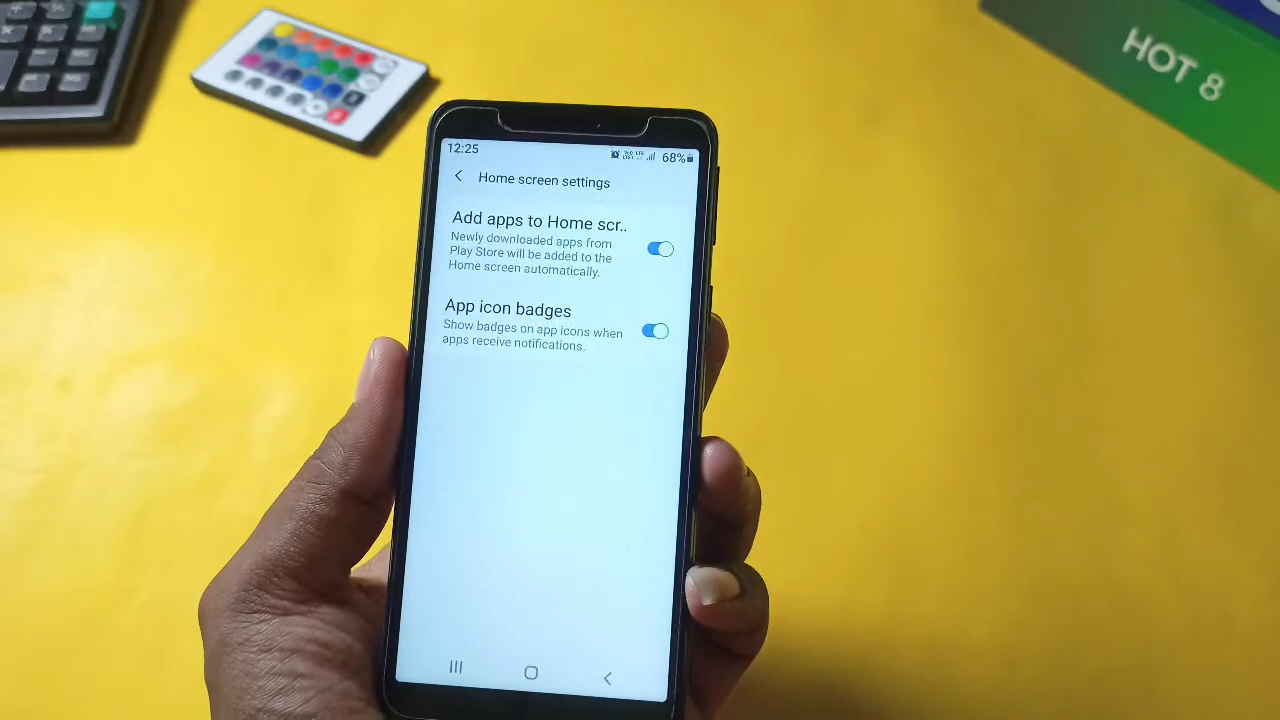 HOT 8
12:25
68%
Home screen settings
Add apps to Home scr..
Newly downloaded apps from
Play Store will be added to the
Home screen automatically.
App icon badges
Show badges on app icons when
apps receive notifications.